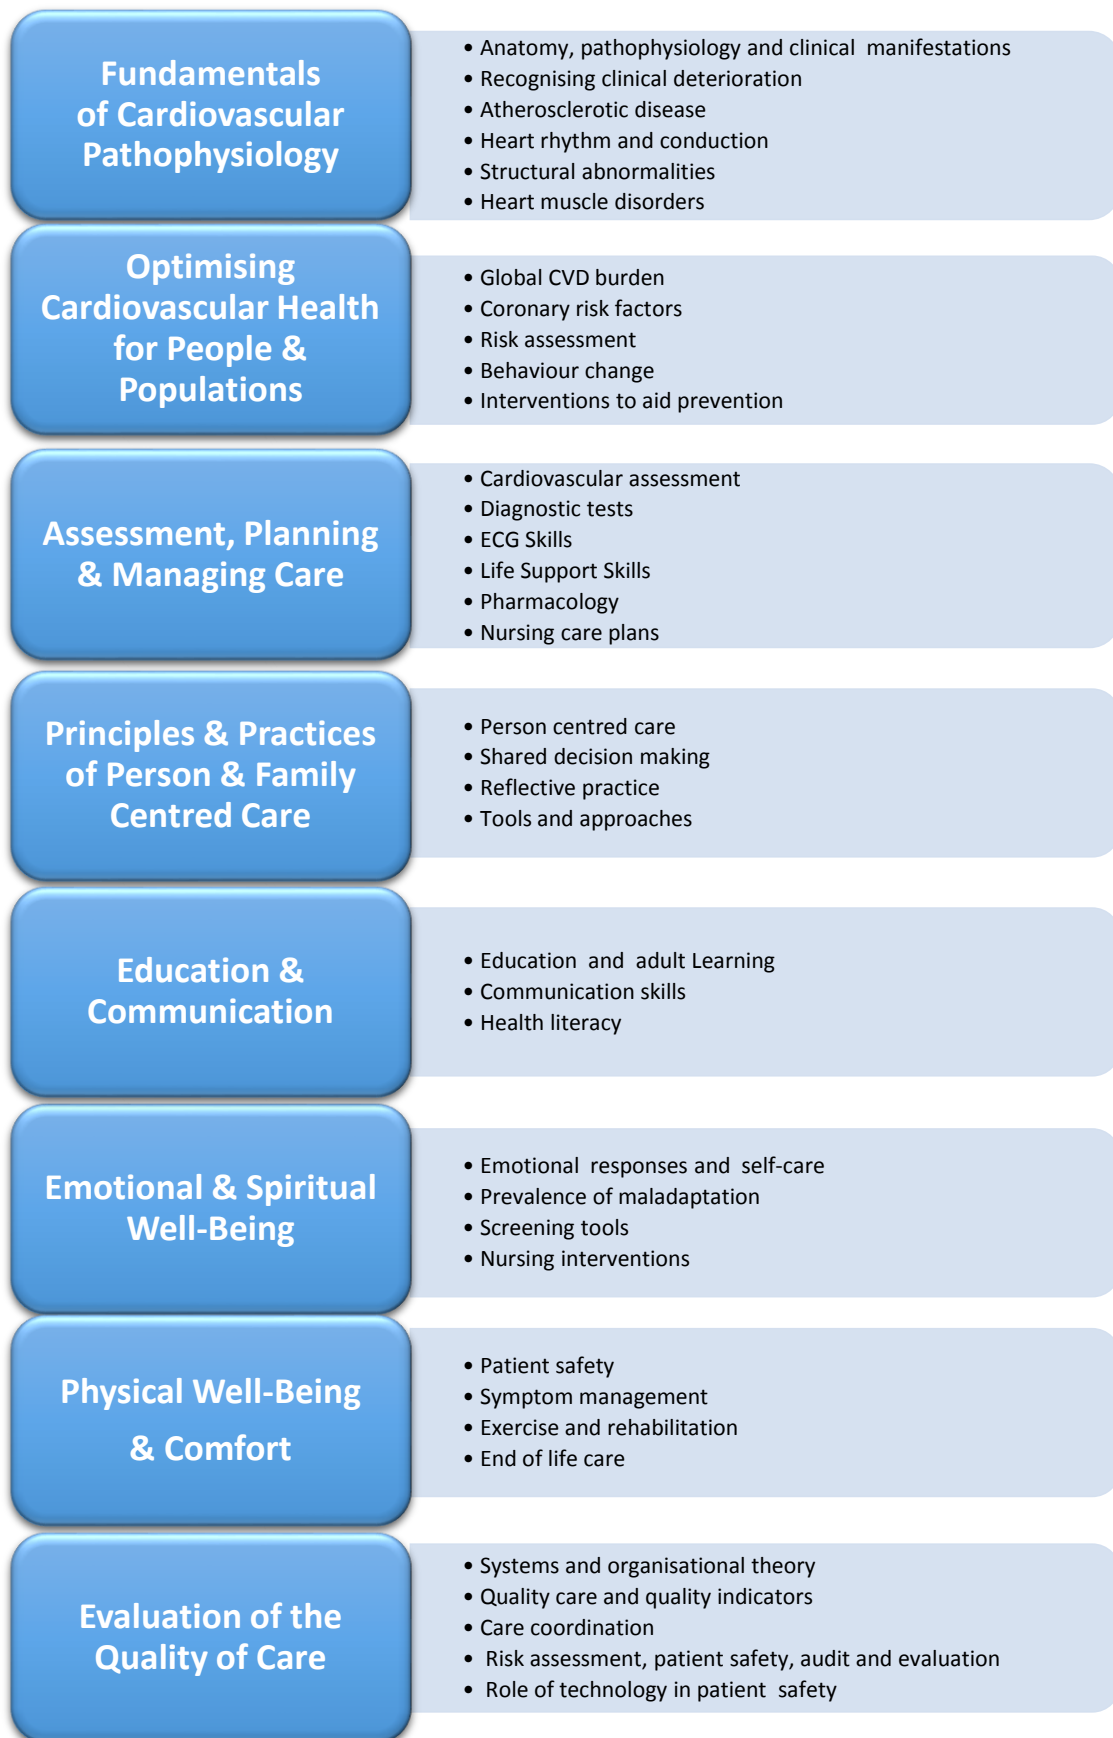 Fundamentals
of Cardiovascular
Pathophysiology
• Anatomy, pathophysiology and clinical manifestations
• Recognising clinical deterioration
• Atherosclerotic disease
• Heart rhythm and conduction
• Structural abnormalities
• Heart muscle disorders
Optimising
Cardiovascular Health
for People &
Populations
• Global CVD burden
• Coronary risk factors
• Risk assessment
• Behaviour change
• Interventions to aid prevention
Assessment, Planning
& Managing Care
• Cardiovascular assessment
• Diagnostic tests
• ECG Skills
• Life Support Skills
• Pharmacology
• Nursing care plans
Principles & Practices
of Person & Family
Centred Care
• Person centred care
• Shared decision making
• Reflective practice
• Tools and approaches
Education &
Communication
• Education and adult Learning
• Communication skills
• Health literacy
Emotional & Spiritual
Well-Being
• Emotional responses and self-care
• Prevalence of maladaptation
• Screening tools
• Nursing interventions
Physical Well-Being
& Comfort
• Patient safety
• Symptom management
• Exercise and rehabilitation
• End of life care
Evaluation of the
Quality of Care
• Systems and organisational theory
• Quality care and quality indicators
• Care coordination
• Risk assessment, patient safety, audit and evaluation
• Role of technology in patient safety